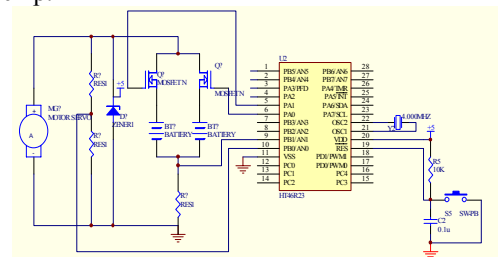 U2
1 PB5/AN5 PB6/AN6 28
2 PB4/AN4 PB7/AN7 27
3 PA3/PFD PA4/TMR 26
4 PA2 PA5/INT 25
5 PA1 PA6/SDA 24
6 PA0 PA7/SCL 23
7 PB3/AN3 OSC2 22
8 PB2/AN2 OSC1 21
9 PB1/AN1 VDD 20
10 PB0/AN0 RES 19
11 VSS PD1/PWM1 18
12 PC0 PD0/PWM0 17
13 PC1 PC4 16
14 PC2 PC3 15
HT46R23
Q?
MOSFET N
Q?
MOSFET N
R?
RES1
+5
D?
ZENER1
MG?
MOTOR SERVO
A
R?
RES1
BT?
BATTERY
BT?
BATTERY
R?
RES1
4.000MHZ
+5
R5
10K
S5 SW-PB
C2
0.1u